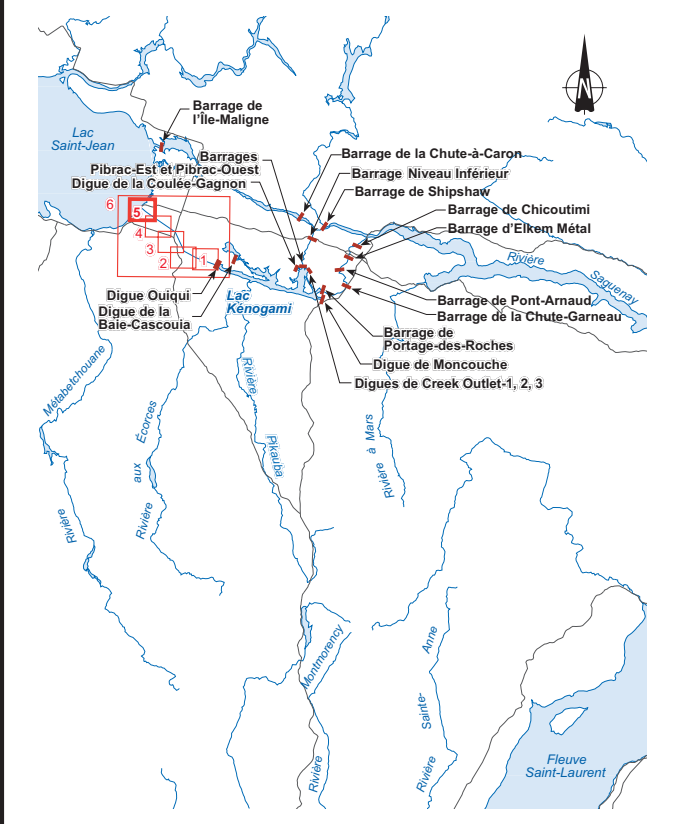 N
Barrage de
l'Île-Maligne
Lac
Saint-Jean
Barrages
Pibrac-Est et Pibrac-Ouest
Digue de la Coulée-Gagnon
Barrage de la Chute-à-Caron
Barrage Niveau Inférieur
Barrage de Shipshaw
Barrage de Chicoutimi
Barrage d'Elkem Métal
6
5
4
3
2
1
Rivière
Saguenay
Digue Ouiqui
Digue de la
Baie-Cascouia
Lac
Kénogami
Barrage de Pont-Arnaud
Barrage de la Chute-Garneau
Barrage de
Portage-des-Roches
Digue de Moncouche
Digues de Creek Outlet-1, 2, 3
Métabetchouane
Rivière
Rivière
aux
Écorces
Rivière
Pikauba
Rivière à Mars
Montmorency
Rivière
Anne
Sainte-
Rivière
Fleuve
Saint-Laurent